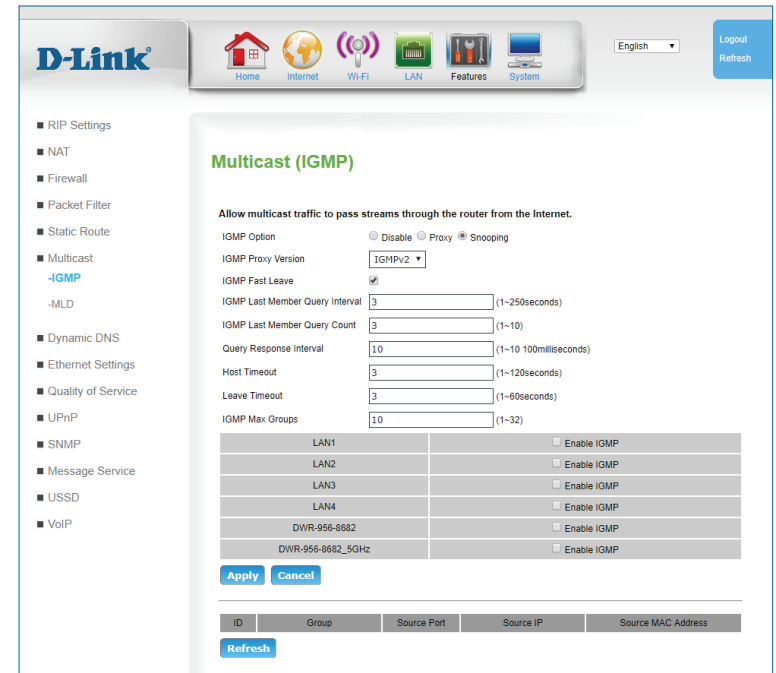 D-Link
Home
Internet
Wi-Fi
LAN
Features
System
English
Logout
Refresh
RIP Settings
NAT
Firewall
Packet Filter
Static Route
Multicast
-IGMP
-MLD
Dynamic DNS
Ethernet Settings
Quality of Service
UPnP
SNMP
Message Service
USSD
VoIP
Multicast (IGMP)
Allow multicast traffic to pass streams through the router from the Internet.
IGMP Option Disable Proxy Snooping
IGMP Proxy Version IGMPv2
IGMP Fast Leave
IGMP Last Member Query Interval 3 (1~250seconds)
IGMP Last Member Query Count 3 (1~10)
Query Response Interval 10 (1~10 100milliseconds)
Host Timeout 3 (1~120seconds)
Leave Timeout 3 (1~60seconds)
IGMP Max Groups 10 (1~32)
LAN1 Enable IGMP
LAN2 Enable IGMP
LAN3 Enable IGMP
LAN4 Enable IGMP
DWR-956-8682 Enable IGMP
DWR-956-8682_5GHz Enable IGMP
Apply Cancel
ID Group Source Port Source IP Source MAC Address
Refresh